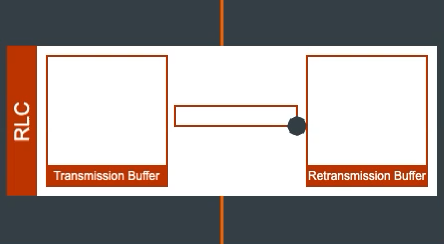 RLC
Transmission Buffer
Retransmission Buffer